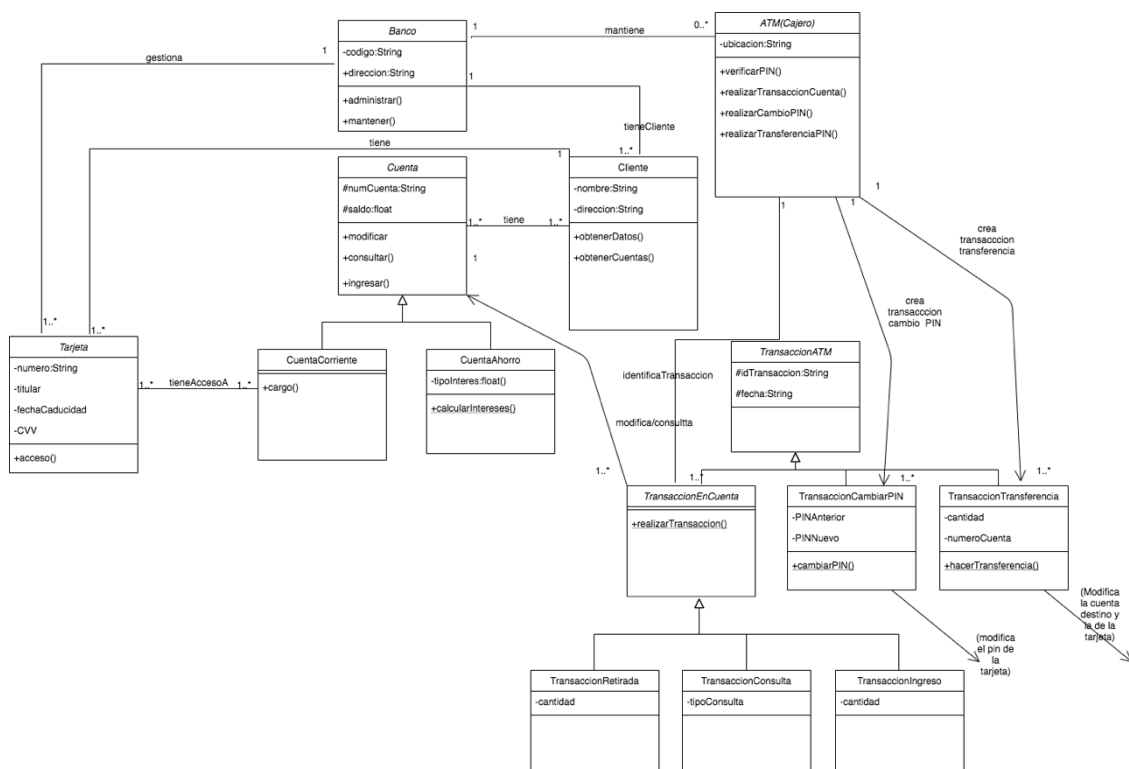 Banco
-codigo:String
+direccion:String
+administrar()
+mantener()
1
mantiene
0..*
ATM(Cajero)
-ubicacion:String
+verificarPIN()
+realizarTransaccionCuenta()
+realizarCambioPIN()
+realizarTransferenciaPIN()
gestiona
1
1
tieneCliente
1..*
tiene
1
Cuenta
#numCuenta:String
#saldo:float
+modificar
+consultar()
+ingresar()
1..*
tiene
1..*
1
Cliente
-nombre:String
-direccion:String
+obtenerDatos()
+obtenerCuentas()
1
1
1
crea
transacccion
transferencia
crea
transacccion
cambio PIN
1..*
1..*
Tarjeta
-numero:String
-titular
-fechaCaducidad
-CVV
+acceso()
1..*
tieneAccesoA
1..*
CuentaCorriente
+cargo()
CuentaAhorro
-tipoInteres:float()
+calcularIntereses()
identificaTransaccion
modifica/consultta
TransaccionATM
#idTransaccion:String
#fecha:String
1..*
1..*
1..*
1..*
TransaccionEnCuenta
+realizarTransaccion()
TransaccionCambiarPIN
-PINAnterior
-PINNuevo
+cambiarPIN()
TransaccionTransferencia
-cantidad
-numeroCuenta
+hacerTransferencia()
(modifica
el pin de
la
tarjeta)
(Modifica
la cuenta
destino y
la de la
tarjeta)
TransaccionRetirada
-cantidad
TransaccionConsulta
-tipoConsulta
TransaccionIngreso
-cantidad